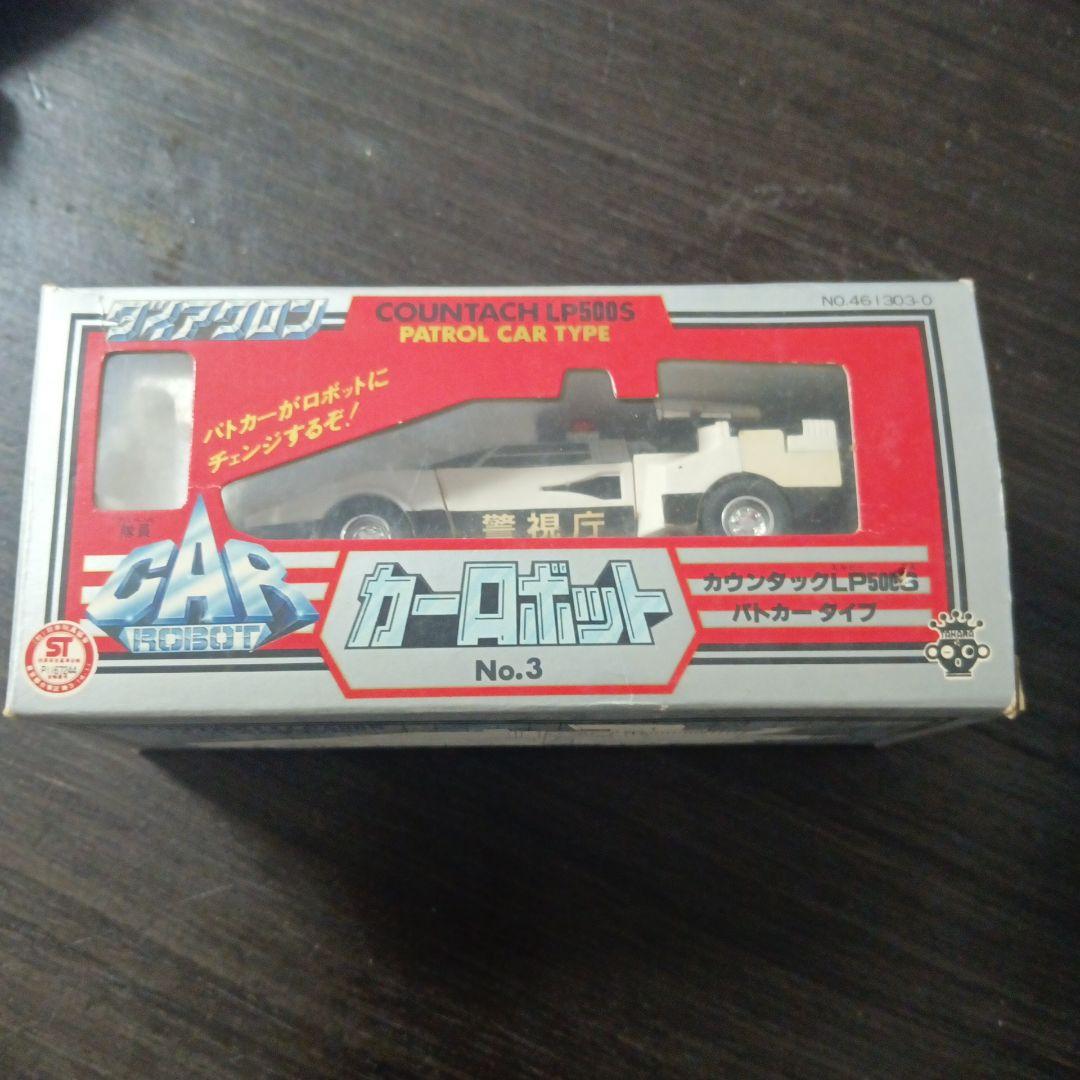 ダイアクロン
COUNTACH LP500S
PATROL CAR TYPE
NO.461303-0
パトカーがロボットに
チェンジするぞ!
隊員
警視庁
CAR
ROBOT
カーロボット
No.3
カウンタックLP500S
パトカー タイプ
ST
TAKARA